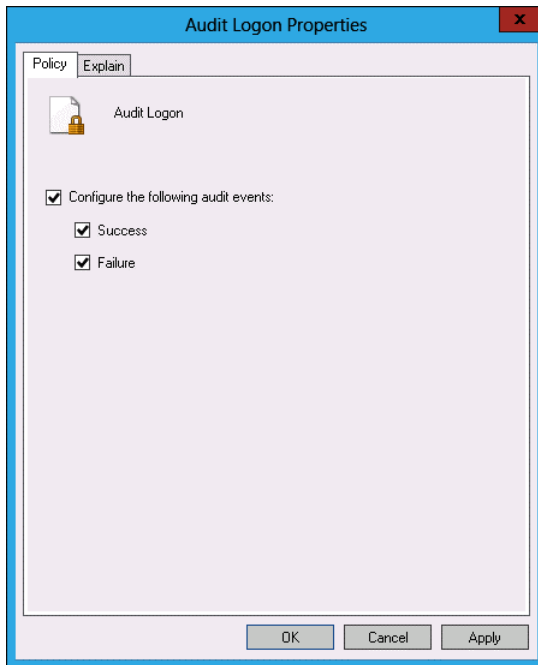 Audit Logon Properties
x
Policy
Explain
Audit Logon
Configure the following audit events:
Success
Failure
OK
Cancel
Apply